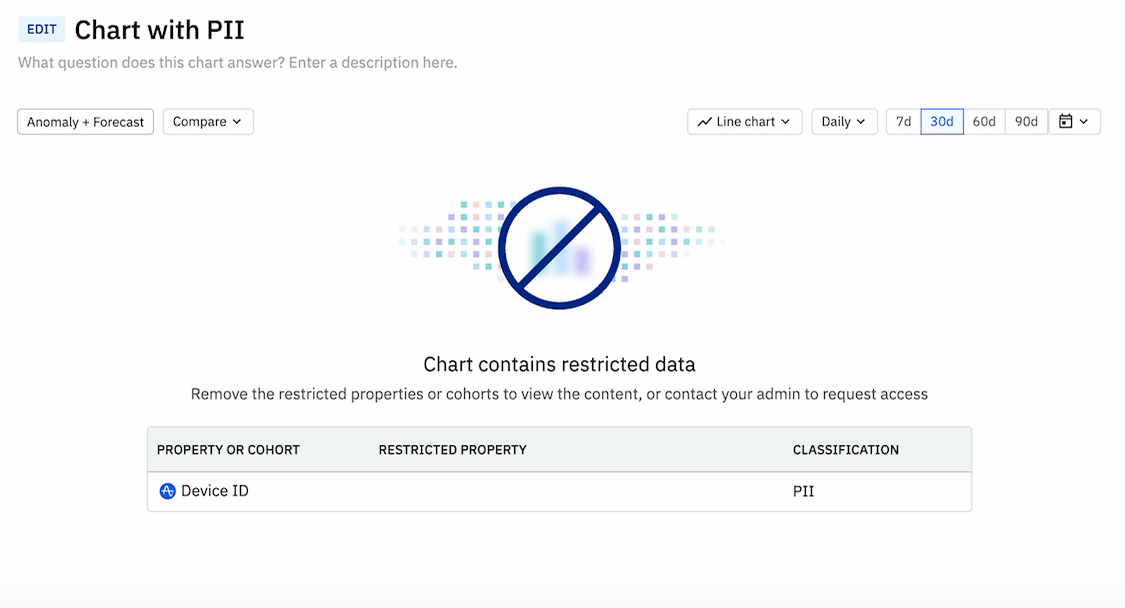 EDIT Chart with PII
What question does this chart answer? Enter a description here.
Anomaly + Forecast Compare Line chart Daily 7d 30d 60d 90d
Chart contains restricted data
Remove the restricted properties or cohorts to view the content, or contact your admin to request access
PROPERTY OR COHORT RESTRICTED PROPERTY CLASSIFICATION
Device ID PII